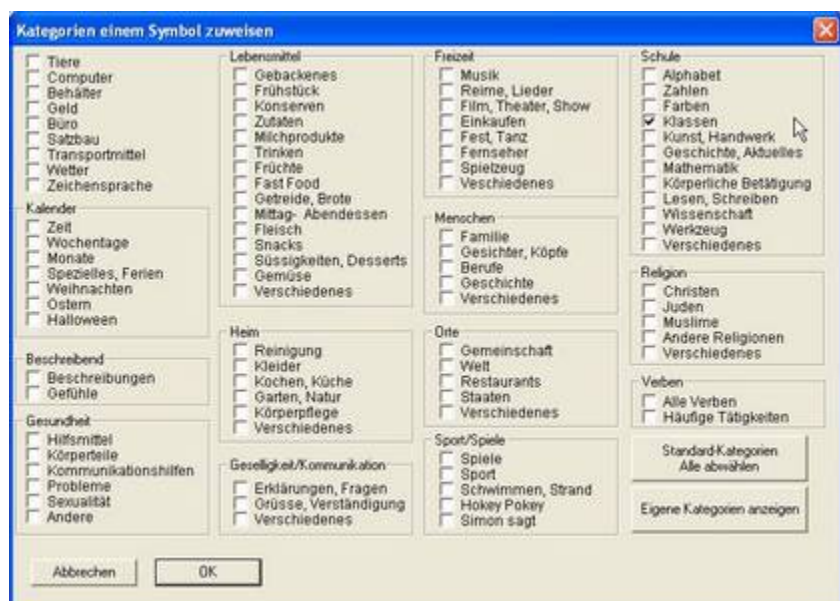 Kategorien einem Symbol zuweisen
Tiere
Computer
Behälter
Geld
Büro
Satzbau
Transportmittel
Wetter
Zeichensprache
Kalender
Zeit
Wochentage
Monate
Spezielles, Ferien
Weihnachten
Ostern
Halloween
Beschreibend
Beschreibungen
Gefühle
Gesundheit
Hilfsmittel
Körperteile
Kommunikationshilfen
Probleme
Sexualität
Andere
Lebensmittel
Gebackenes
Frühstück
Konserven
Zutaten
Milchprodukte
Trinken
Früchte
Fast Food
Getreide, Brote
Mittag- Abendessen
Fleisch
Snacks
Süssigkeiten, Desserts
Gemüse
Verschiedenes
Heim
Reinigung
Kleider
Kochen, Küche
Garten, Natur
Körperpflege
Verschiedenes
Geselligkeit/Kommunikation
Erklärungen, Fragen
Grüsse, Verständigung
Verschiedenes
Freizeit
Musik
Reime, Lieder
Film, Theater, Show
Einkaufen
Fest, Tanz
Fernseher
Spielzeug
Veschiedenes
Menschen
Familie
Gesichter, Köpfe
Berufe
Geschichte
Verschiedenes
Orte
Gemeinschaft
Welt
Restaurants
Staaten
Verschiedenes
Sport/Spiele
Spiele
Sport
Schwimmen, Strand
Hokey Pokey
Simon sagt
Schule
Alphabet
Zahlen
Farben
Klassen
Kunst, Handwerk
Geschichte, Aktuelles
Mathematik
Körperliche Betätigung
Lesen, Schreiben
Wissenschaft
Werkzeug
Verschiedenes
Religion
Christen
Juden
Muslime
Andere Religionen
Verschiedenes
Verben
Alle Verben
Häufige Tätigkeiten
Standard-Kategorien
Alle abwählen
Eigene Kategorien anzeigen
Abbrechen
OK